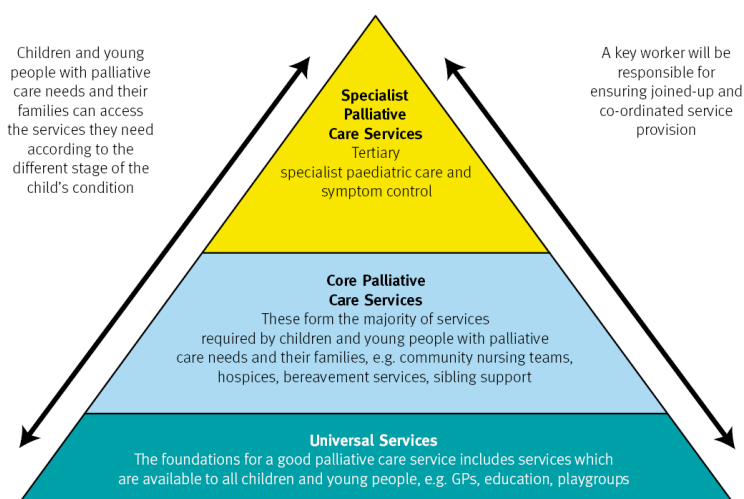 Children and young
people with palliative
care needs and their
families can access
the services they need
according to the
different stage of the
child’s condition
A key worker will be
responsible for
ensuring joined-up and
co-ordinated service
provision
Specialist
Palliative
Care Services
Tertiary
specialist paediatric care and
symptom control
Core Palliative
Care Services
These form the majority of services
required by children and young people with palliative
care needs and their families, e.g. community nursing teams,
hospices, bereavement services, sibling support
Universal Services
The foundations for a good palliative care service includes services which
are available to all children and young people, e.g. GPs, education, playgroups